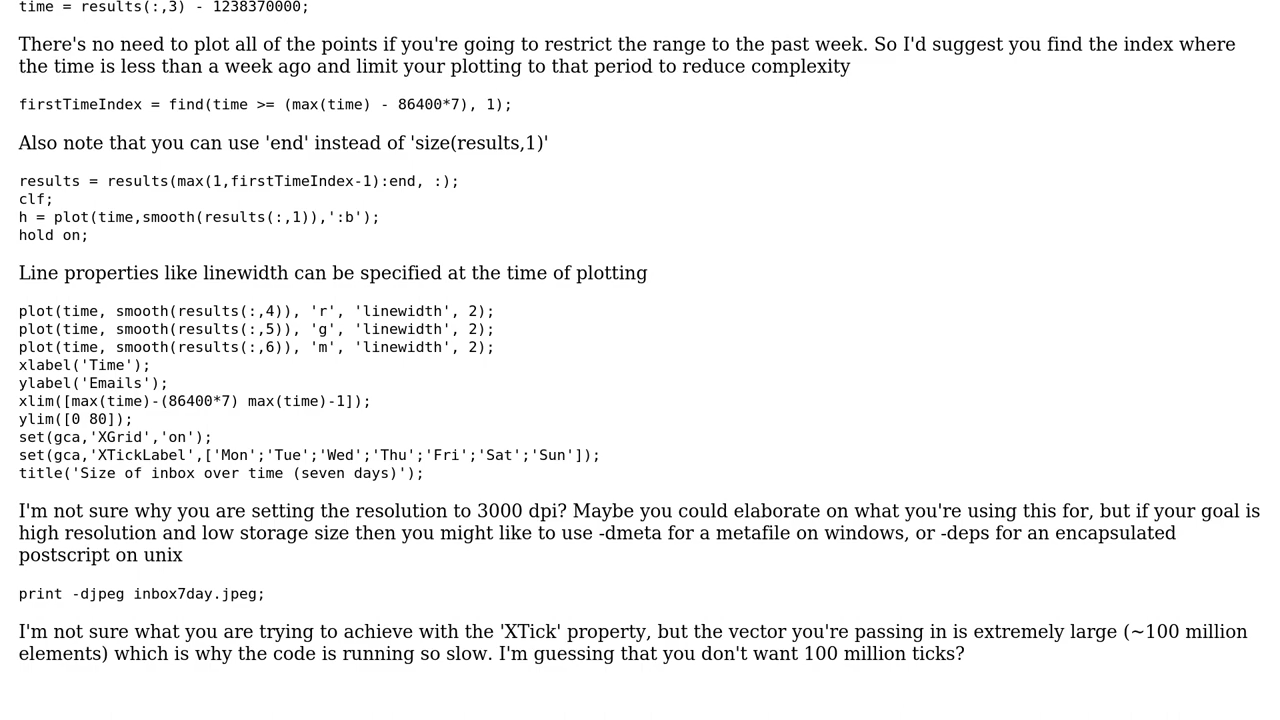 time = results(:,3) - 1238370000;
There's no need to plot all of the points if you're going to restrict the range to the past week. So I'd suggest you find the index where
the time is less than a week ago and limit your plotting to that period to reduce complexity
firstTimeIndex = find(time >= (max(time) - 86400*7), 1);
Also note that you can use 'end' instead of 'size(results,1)'
results = results(max(1,firstTimeIndex-1):end, :);
clf;
h = plot(time,smooth(results(:,1)),':b');
hold on;
Line properties like linewidth can be specified at the time of plotting
plot(time, smooth(results(:,4)), 'r', 'linewidth', 2);
plot(time, smooth(results(:,5)), 'g', 'linewidth', 2);
plot(time, smooth(results(:,6)), 'm', 'linewidth', 2);
xlabel('Time');
ylabel('Emails');
xlim([max(time)-(86400*7) max(time)-1]);
ylim([0 80]);
set(gca,'XGrid','on');
set(gca,'XTickLabel',['Mon';'Tue';'Wed';'Thu';'Fri';'Sat';'Sun']);
title('Size of inbox over time (seven days)');
I'm not sure why you are setting the resolution to 3000 dpi? Maybe you could elaborate on what you're using this for, but if your goal is
high resolution and low storage size then you might like to use -dmeta for a metafile on windows, or -deps for an encapsulated
postscript on unix
print -djpeg inbox7day.jpeg;
I'm not sure what you are trying to achieve with the 'XTick' property, but the vector you're passing in is extremely large (~100 million
elements) which is why the code is running so slow. I'm guessing that you don't want 100 million ticks?